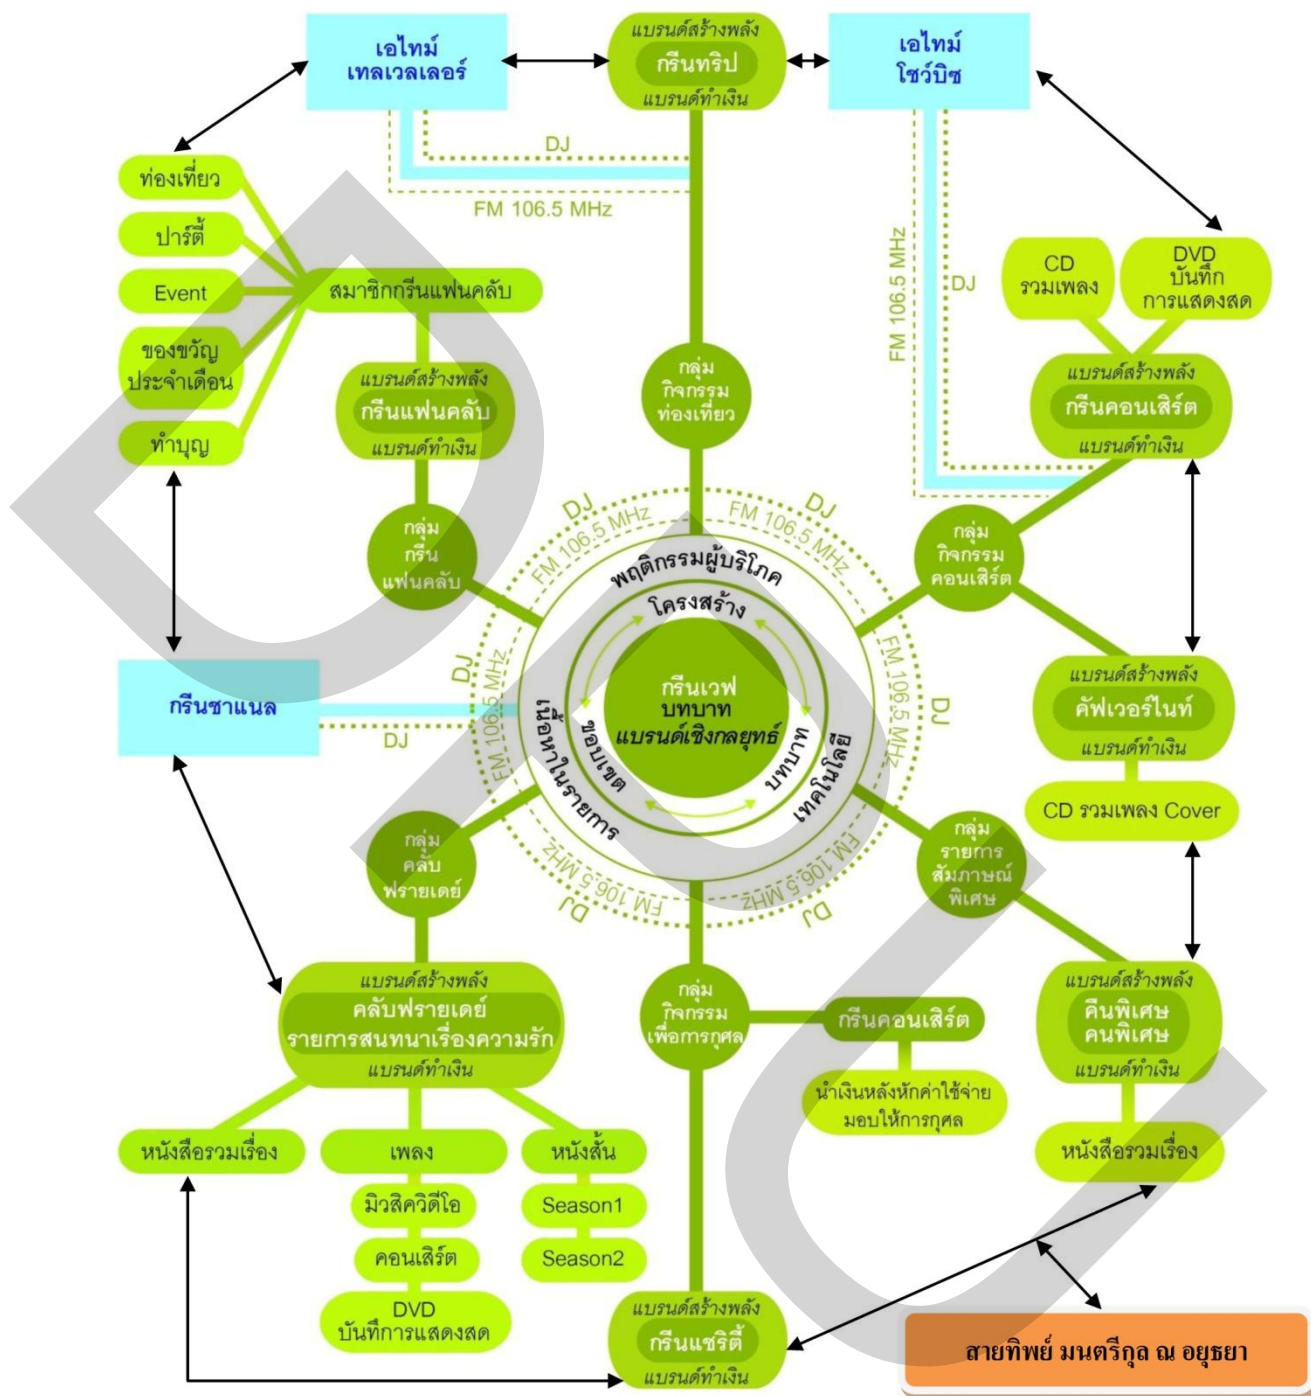 เอไทม์
เทลเวลเลอร์
แบรนด์สร้างพลัง
กรีนทริป
แบรนด์ทำเงิน
เอไทม์
โชว์บิซ
DJ
FM 106.5 MHz
DJ
FM 106.5 MHz
ท่องเที่ยว
ปาร์ตี้
Event
ของขวัญ
ประจำเดือน
ทำบุญ
สมาชิกกรีนแฟนคลับ
แบรนด์สร้างพลัง
กรีนแฟนคลับ
แบรนด์ทำเงิน
กลุ่ม
กรีน
แฟนคลับ
กลุ่ม
กิจกรรม
ท่องเที่ยว
CD
รวมเพลง
DVD
บันทึก
การแสดงสด
แบรนด์สร้างพลัง
กรีนคอนเสิร์ต
แบรนด์ทำเงิน
กลุ่ม
กิจกรรม
คอนเสิร์ต
DJ
FM 106.5 MHz
DJ
FM 106.5 MHz
DJ
FM 106.5 MHz
DJ
FM 106.5 MHz
DJ
FM 106.5 MHz
DJ
FM 106.5 MHz
พฤติกรรมผู้บริโภค
โครงสร้าง
กรีนเวฟ
บทบาท
แบรนด์เชิงกลยุทธ์
ขอบเขต
บทบาท
เนื้อหาในรายการ
เทคโนโลยี
กรีนชาแนล
DJ
แบรนด์สร้างพลัง
คัฟเวอร์ไนท์
แบรนด์ทำเงิน
CD รวมเพลง Cover
กลุ่ม
คลับ
ฟรายเดย์
กลุ่ม
รายการ
สัมภาษณ์
พิเศษ
แบรนด์สร้างพลัง
คลับฟรายเดย์
รายการสนทนาเรื่องความรัก
แบรนด์ทำเงิน
กลุ่ม
กิจกรรม
เพื่อการกุศล
กรีนคอนเสิร์ต
นำเงินหลังหักค่าใช้จ่าย
มอบให้การกุศล
แบรนด์สร้างพลัง
คืนพิเศษ
คนพิเศษ
แบรนด์ทำเงิน
หนังสือรวมเรื่อง
หนังสือรวมเรื่อง
เพลง
หนังสั้น
มิวสิควิดีโอ
Season1
คอนเสิร์ต
Season2
DVD
บันทึการแสดงสด
แบรนด์สร้างพลัง
กรีนแชริตี้
แบรนด์ทำเงิน
สายทิพย์ มนตรีกุล ณ อยุธยา